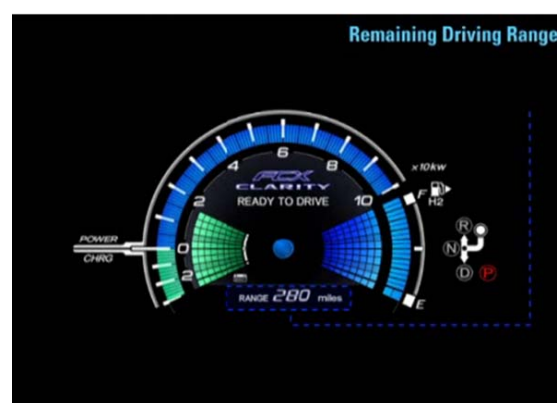 Remaining Driving Range
6
4
8
×10kw
F
FCX
CLARITY
H2
2
READY TO DRIVE
10
R
POWER
0
N
CHRG
2
D
P
RANGE 280 miles
E